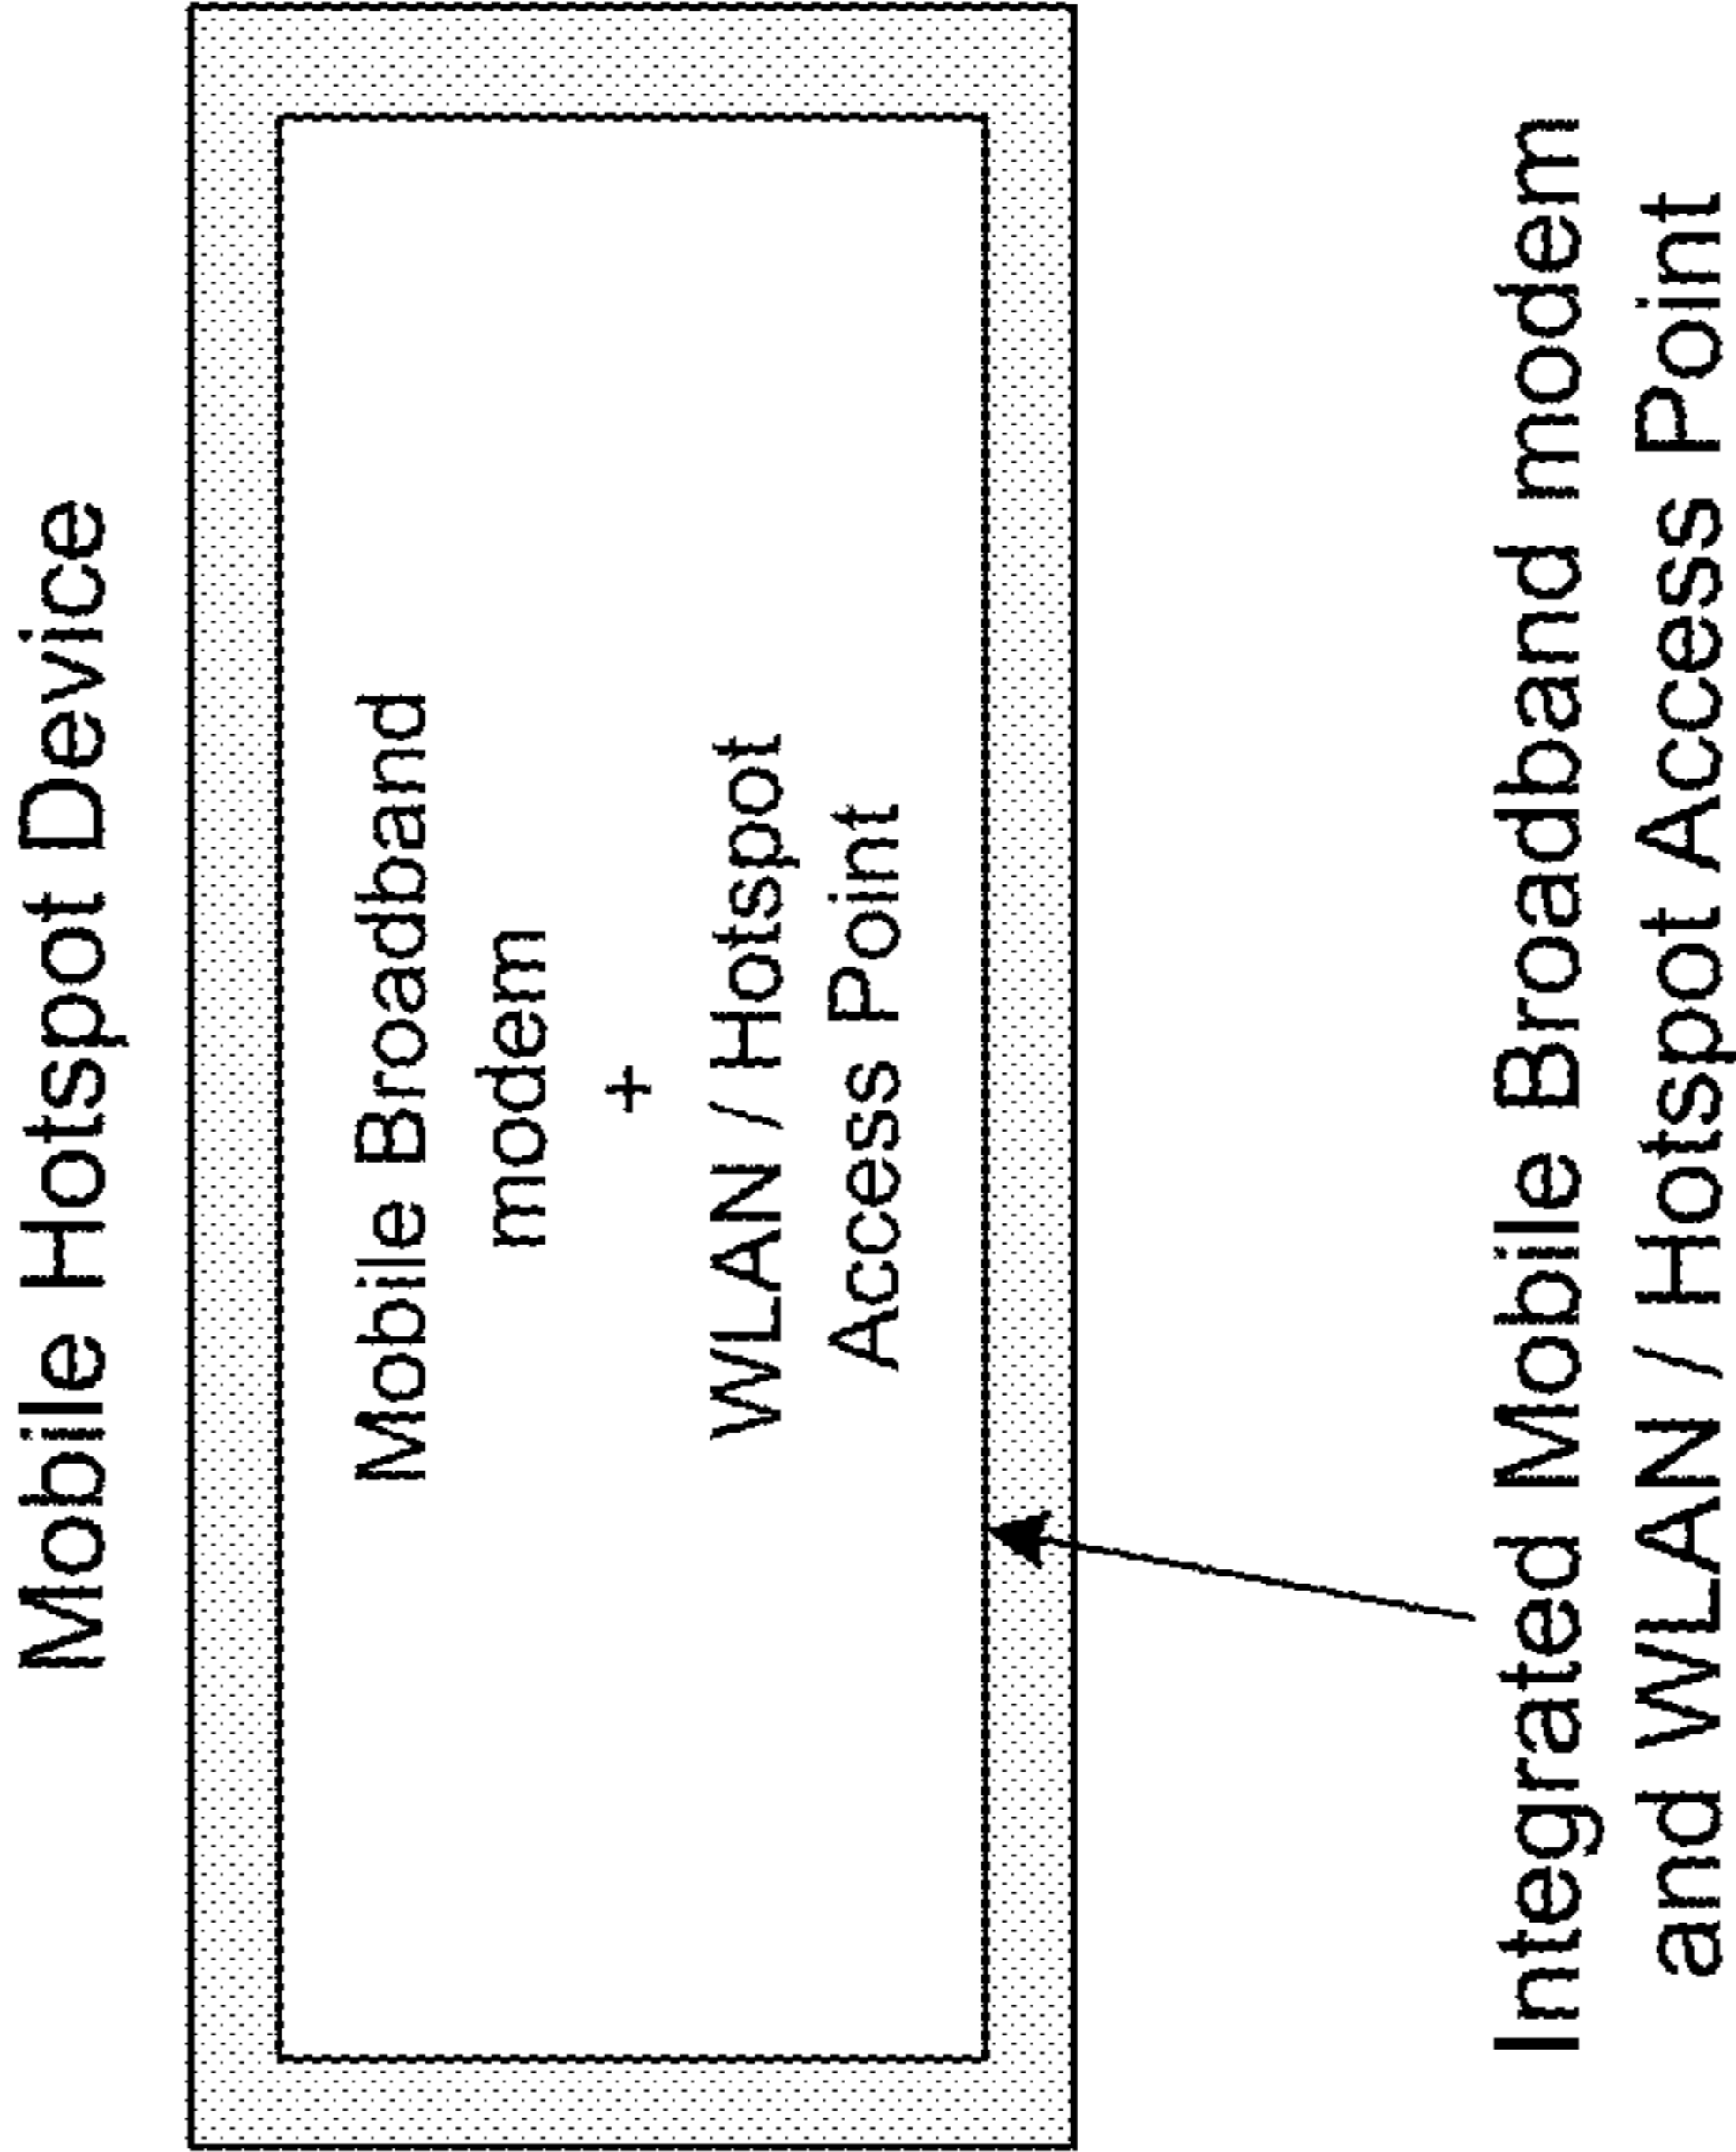 Mobile Hotspot Device
Mobile Broadband
modem
+
WLAN / Hotspot
Access Point
Integrated Mobile Broadband modem
and WLAN / Hotspot Access Point